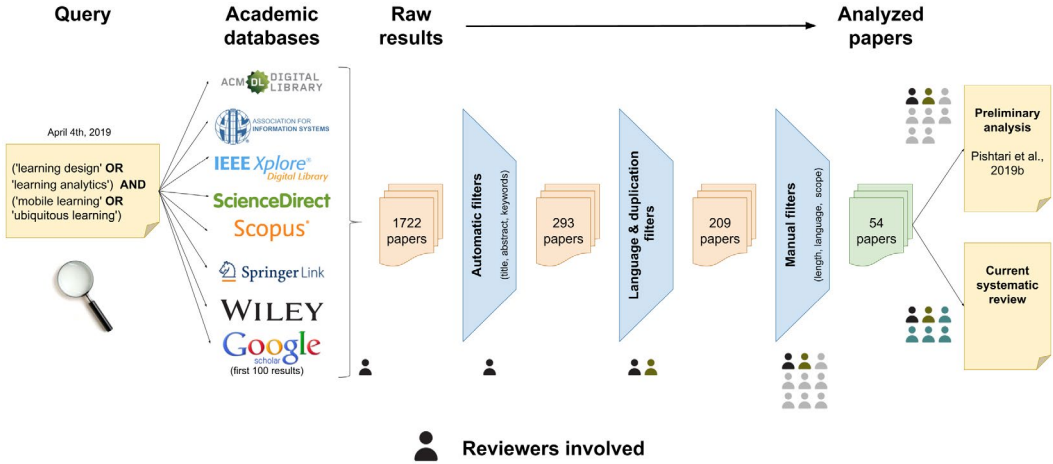 Query
Academic
databases
Raw
results
Analyzed
papers
April 4th, 2019
('learning design' OR
'learning analytics') AND
('mobile learning' OR
'ubiquitous learning')
ACM DL DIGITAL
LIBRARY
AIS
ASSOCIATION FOR
INFORMATION SYSTEMS
IEEE Xplore®
Digital Library
ScienceDirect
Scopus®
Springer Link
WILEY
Google
scholar
(first 100 results)
1722
papers
Automatic filters
(title, abstract, keywords)
293
papers
Language & duplication
filters
209
papers
Manual filters
(length, language, scope)
54
papers
Preliminary
analysis
Pishtari et al.,
2019b
Current
systematic
review
Reviewers involved